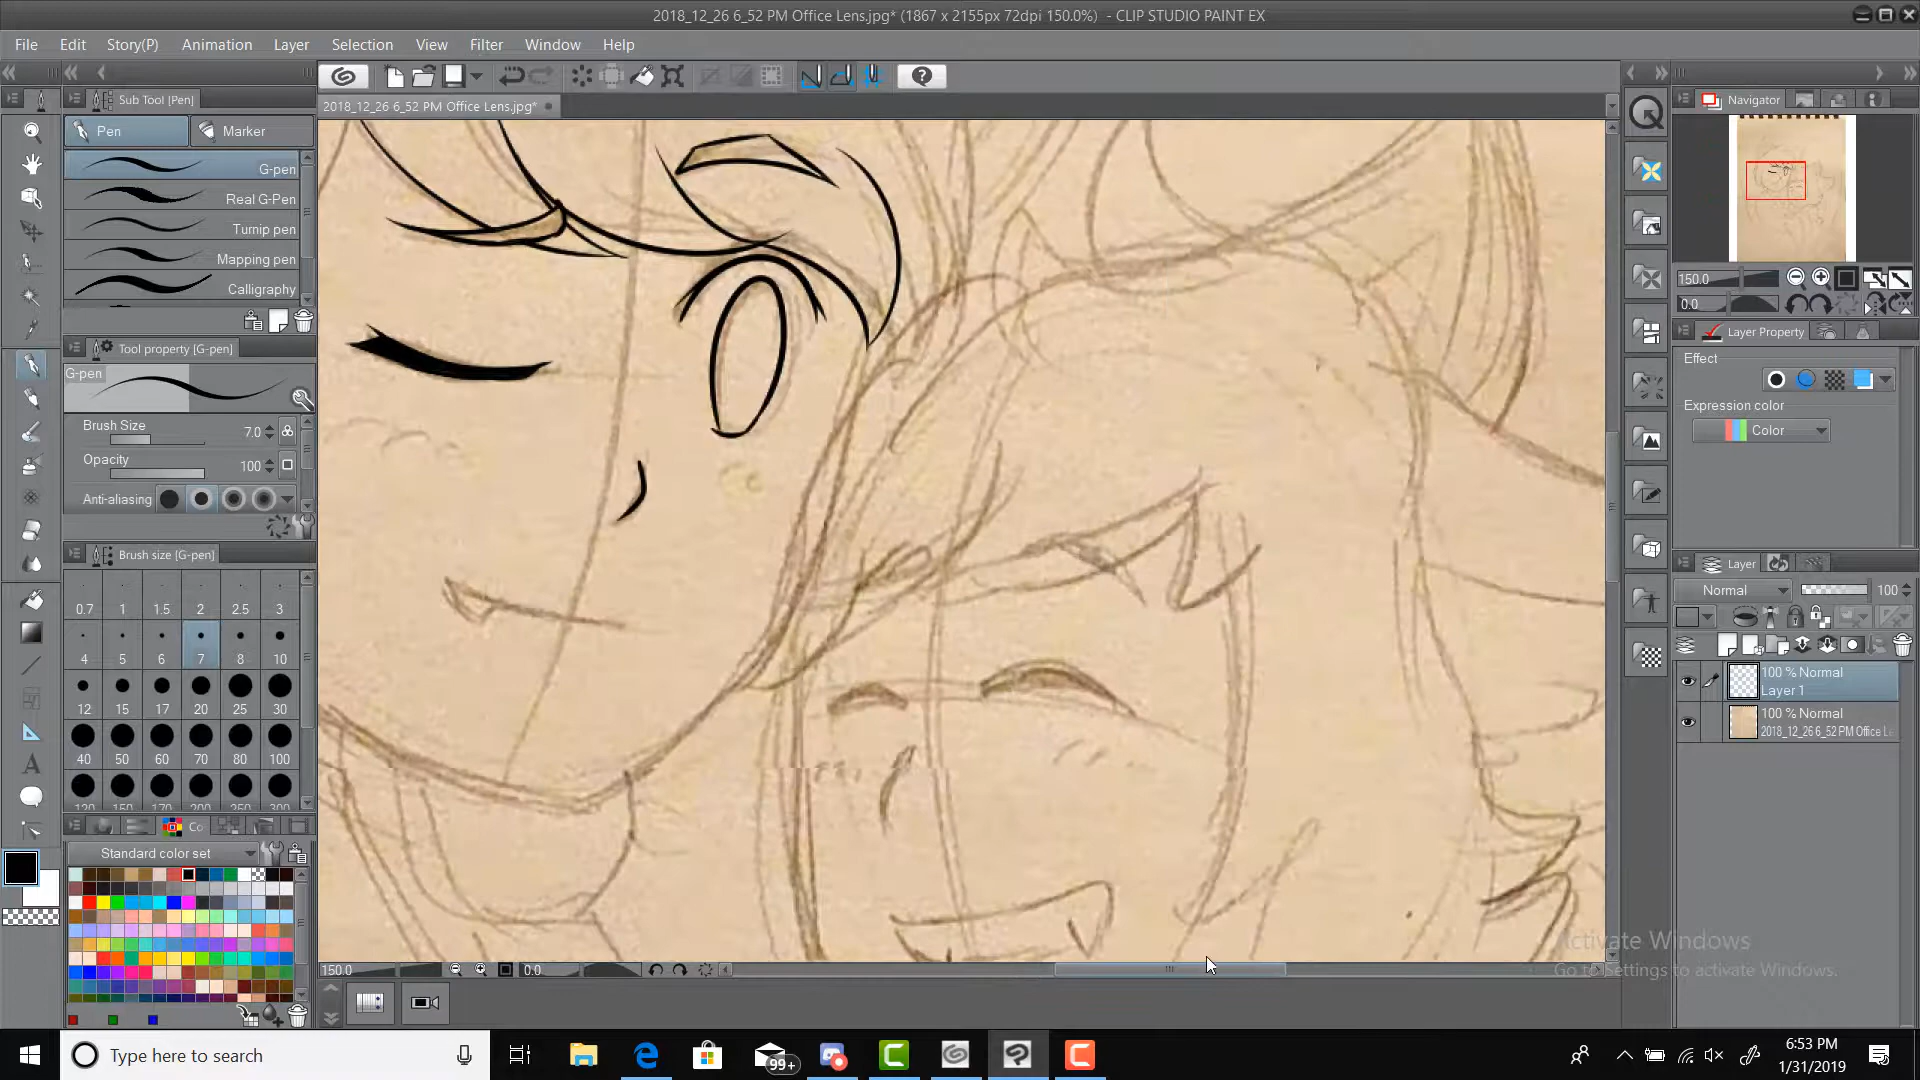 2018_12_26 6_52 PM Office Lens.jpg* (1867 x 2155px 72dpi 150.0%)  - CLIP STUDIO PAINT EX
File Edit Story(P) Animation Layer Selection View Filter Window Help
Sub Tool [Pen]
2018_12_26 6_52 PM Office Lens.jpg*
Navigator
Pen Marker
G-pen
Real G-Pen
Turnip pen
Mapping pen
Calligraphy
150.0
0.0
Tool property [G-pen]
Layer Property
G-pen
Effect
Expression color
Color
Brush Size 7.0
Opacity 100
Anti-aliasing
Brush size [G-pen]
Layer
0.7 1 1.5 2 2.5 3
Normal 100
4 5 6 7 8 10
100 % Normal
Layer 1
12 15 17 20 25 30
100 % Normal
2018_12_26 6_52 PM Office Le
40 50 60 70 80 100
120 150 170 200 250 300
Co
Standard color set
Activate Windows
Go to Settings to activate Windows.
150.0 0.0
Type here to search
99+
6:53 PM
1/31/2019